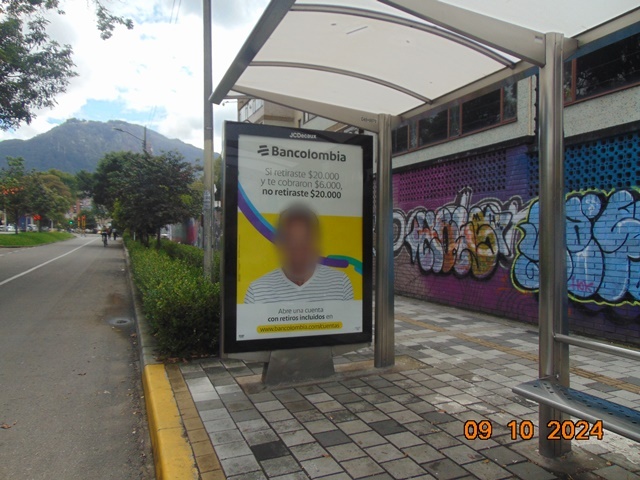 JCDecaux
Bancolombia
Si retiraste $20.000
y te cobraron $6.000,
no retiraste $20.000
Abre una cuenta
con retiros incluidos en
www.bancolombia.com/cuentas
09 10 2024